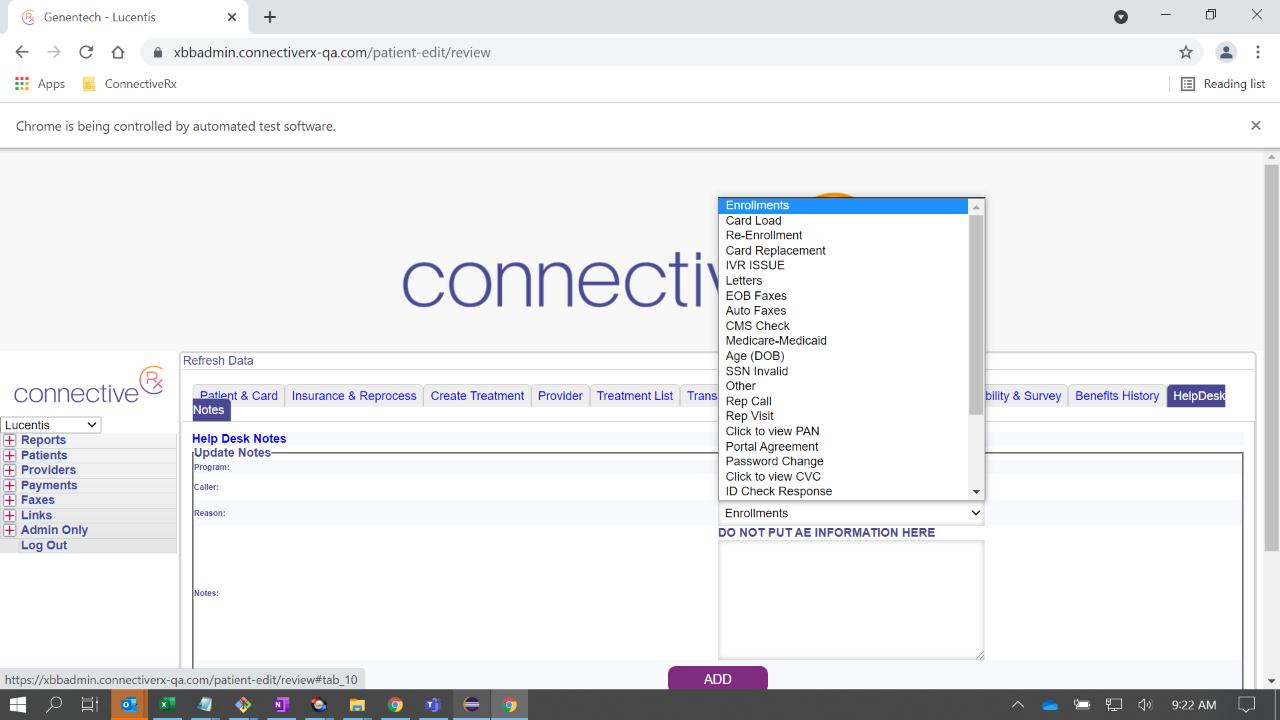 Genentech - Lucentis
xbbadmin.connectiverx-qa.com/patient-edit/review
Apps
ConnectiveRx
Reading list
Chrome is being controlled by automated test software.
connecti
Enrollments
Card Load
Re-Enrollment
Card Replacement
IVR ISSUE
Letters
EOB Faxes
Auto Faxes
CMS Check
Medicare-Medicaid
Age (DOB)
SSN Invalid
Other
Rep Call
Rep Visit
Click to view PAN
Portal Agreement
Password Change
Click to view CVC
ID Check Response
connective Rx
Lucentis
Reports
Patients
Providers
Payments
Faxes
Links
Admin Only
Log Out
Refresh Data
Patient & Card Insurance & Reprocess Create Treatment Provider Treatment List Trans bility & Survey Benefits History HelpDesk
Notes
Help Desk Notes
Update Notes
Program:
Caller:
Reason:
Enrollments
DO NOT PUT AE INFORMATION HERE
Notes:
ADD
https://xbbadmin.connectiverx-qa.com/patient-edit/review#tab_10
9:22 AM